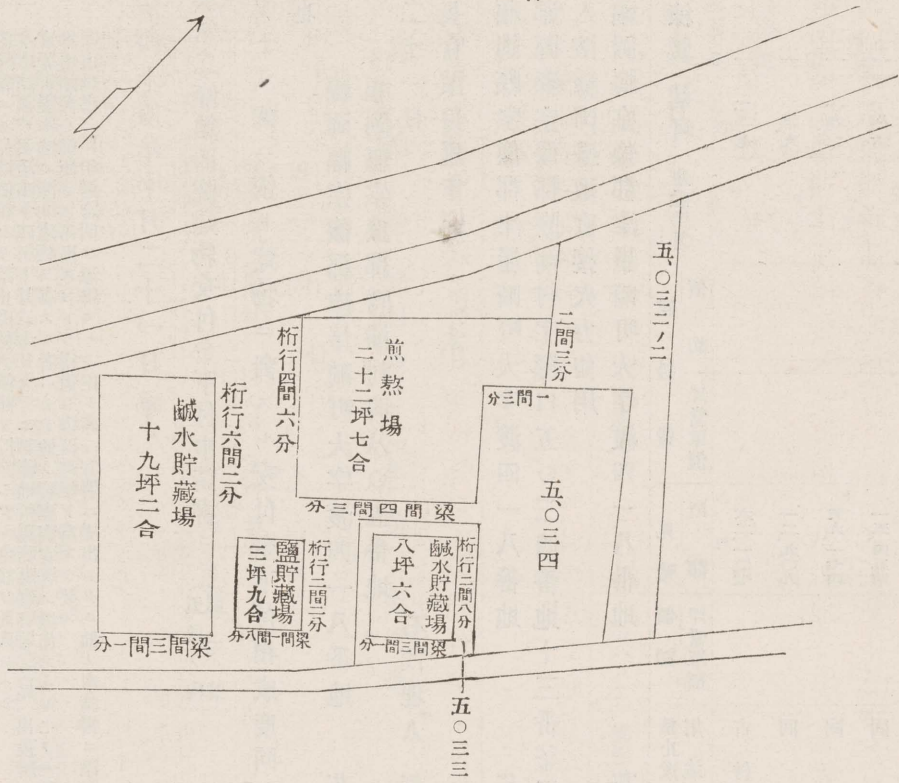 五、〇三二ノ二
二間三分
一間三分
五、〇三四
煎熬場
二十二坪七合
桁行四間六分
梁間四間三分
桁行六間二分
鹹水貯藏場
十九坪二合
梁間三間一分
桁行二間八分
鹹水貯藏場
八坪六合
梁間三間一分
桁行二間二分
鹽貯藏場
三坪九合
梁間一間八分
五〇三三